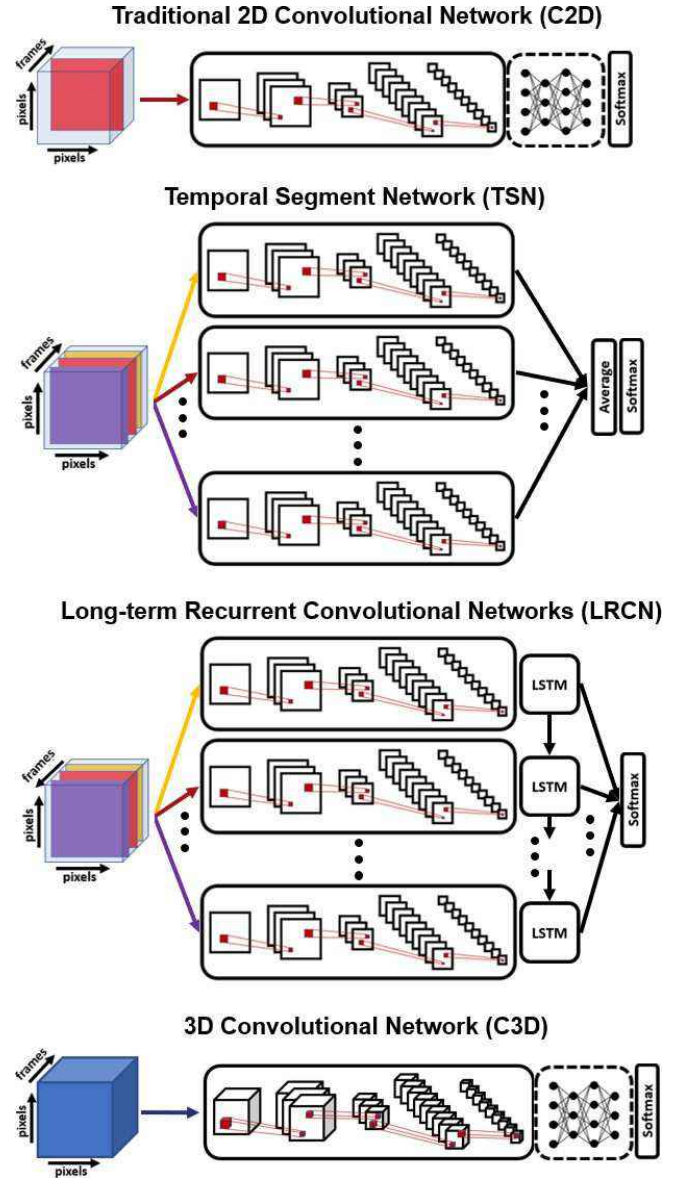 Traditional 2D Convolutional Network (C2D)
frames
pixels
pixels
Softmax
Temporal Segment Network (TSN)
frames
pixels
pixels
Average
Softmax
Long-term Recurrent Convolutional Networks (LRCN)
frames
pixels
pixels
LSTM
LSTM
LSTM
Softmax
3D Convolutional Network (C3D)
frames
pixels
pixels
Softmax